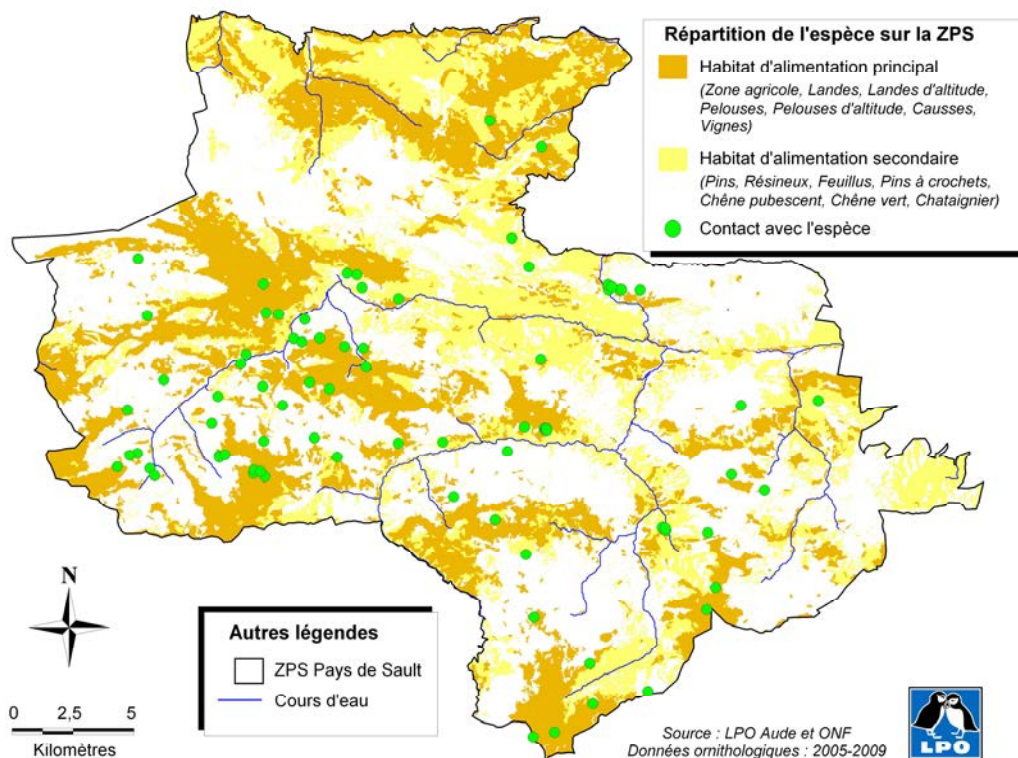 Répartition de l'espèce sur la ZPS
Habitat d'alimentation principal
(Zone agricole, Landes, Landes d'altitude,
Pelouses, Pelouses d'altitude, Causses,
Vignes)
Habitat d'alimentation secondaire
(Pins, Résineux, Feuillus, Pins à crochets,
Chêne pubescent, Chêne vert, Chataignier)
Contact avec l'espèce
N
0 2,5 5
Kilomètres
Autres légendes
ZPS Pays de Sault
Cours d'eau
Source : LPO Aude et ONF
Données ornithologiques : 2005-2009
LPO